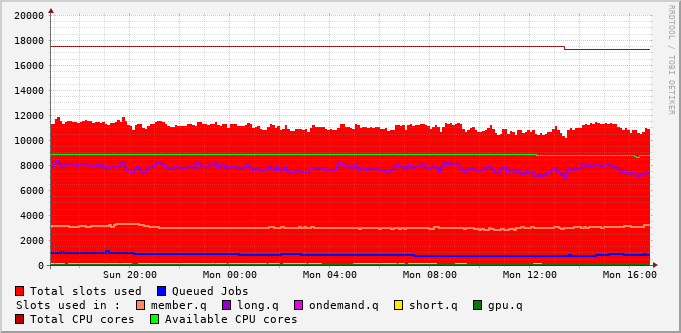 20000
18000
16000
14000
12000
10000
8000
6000
4000
2000
0
Sun 20:00 Mon 00:00 Mon 04:00 Mon 08:00 Mon 12:00 Mon 16:00
Total slots used Queued Jobs
Slots used in : member.q long.q ondemand.q short.q gpu.q
Total CPU cores Available CPU cores
RRDTOOL / TOBI OETIKER